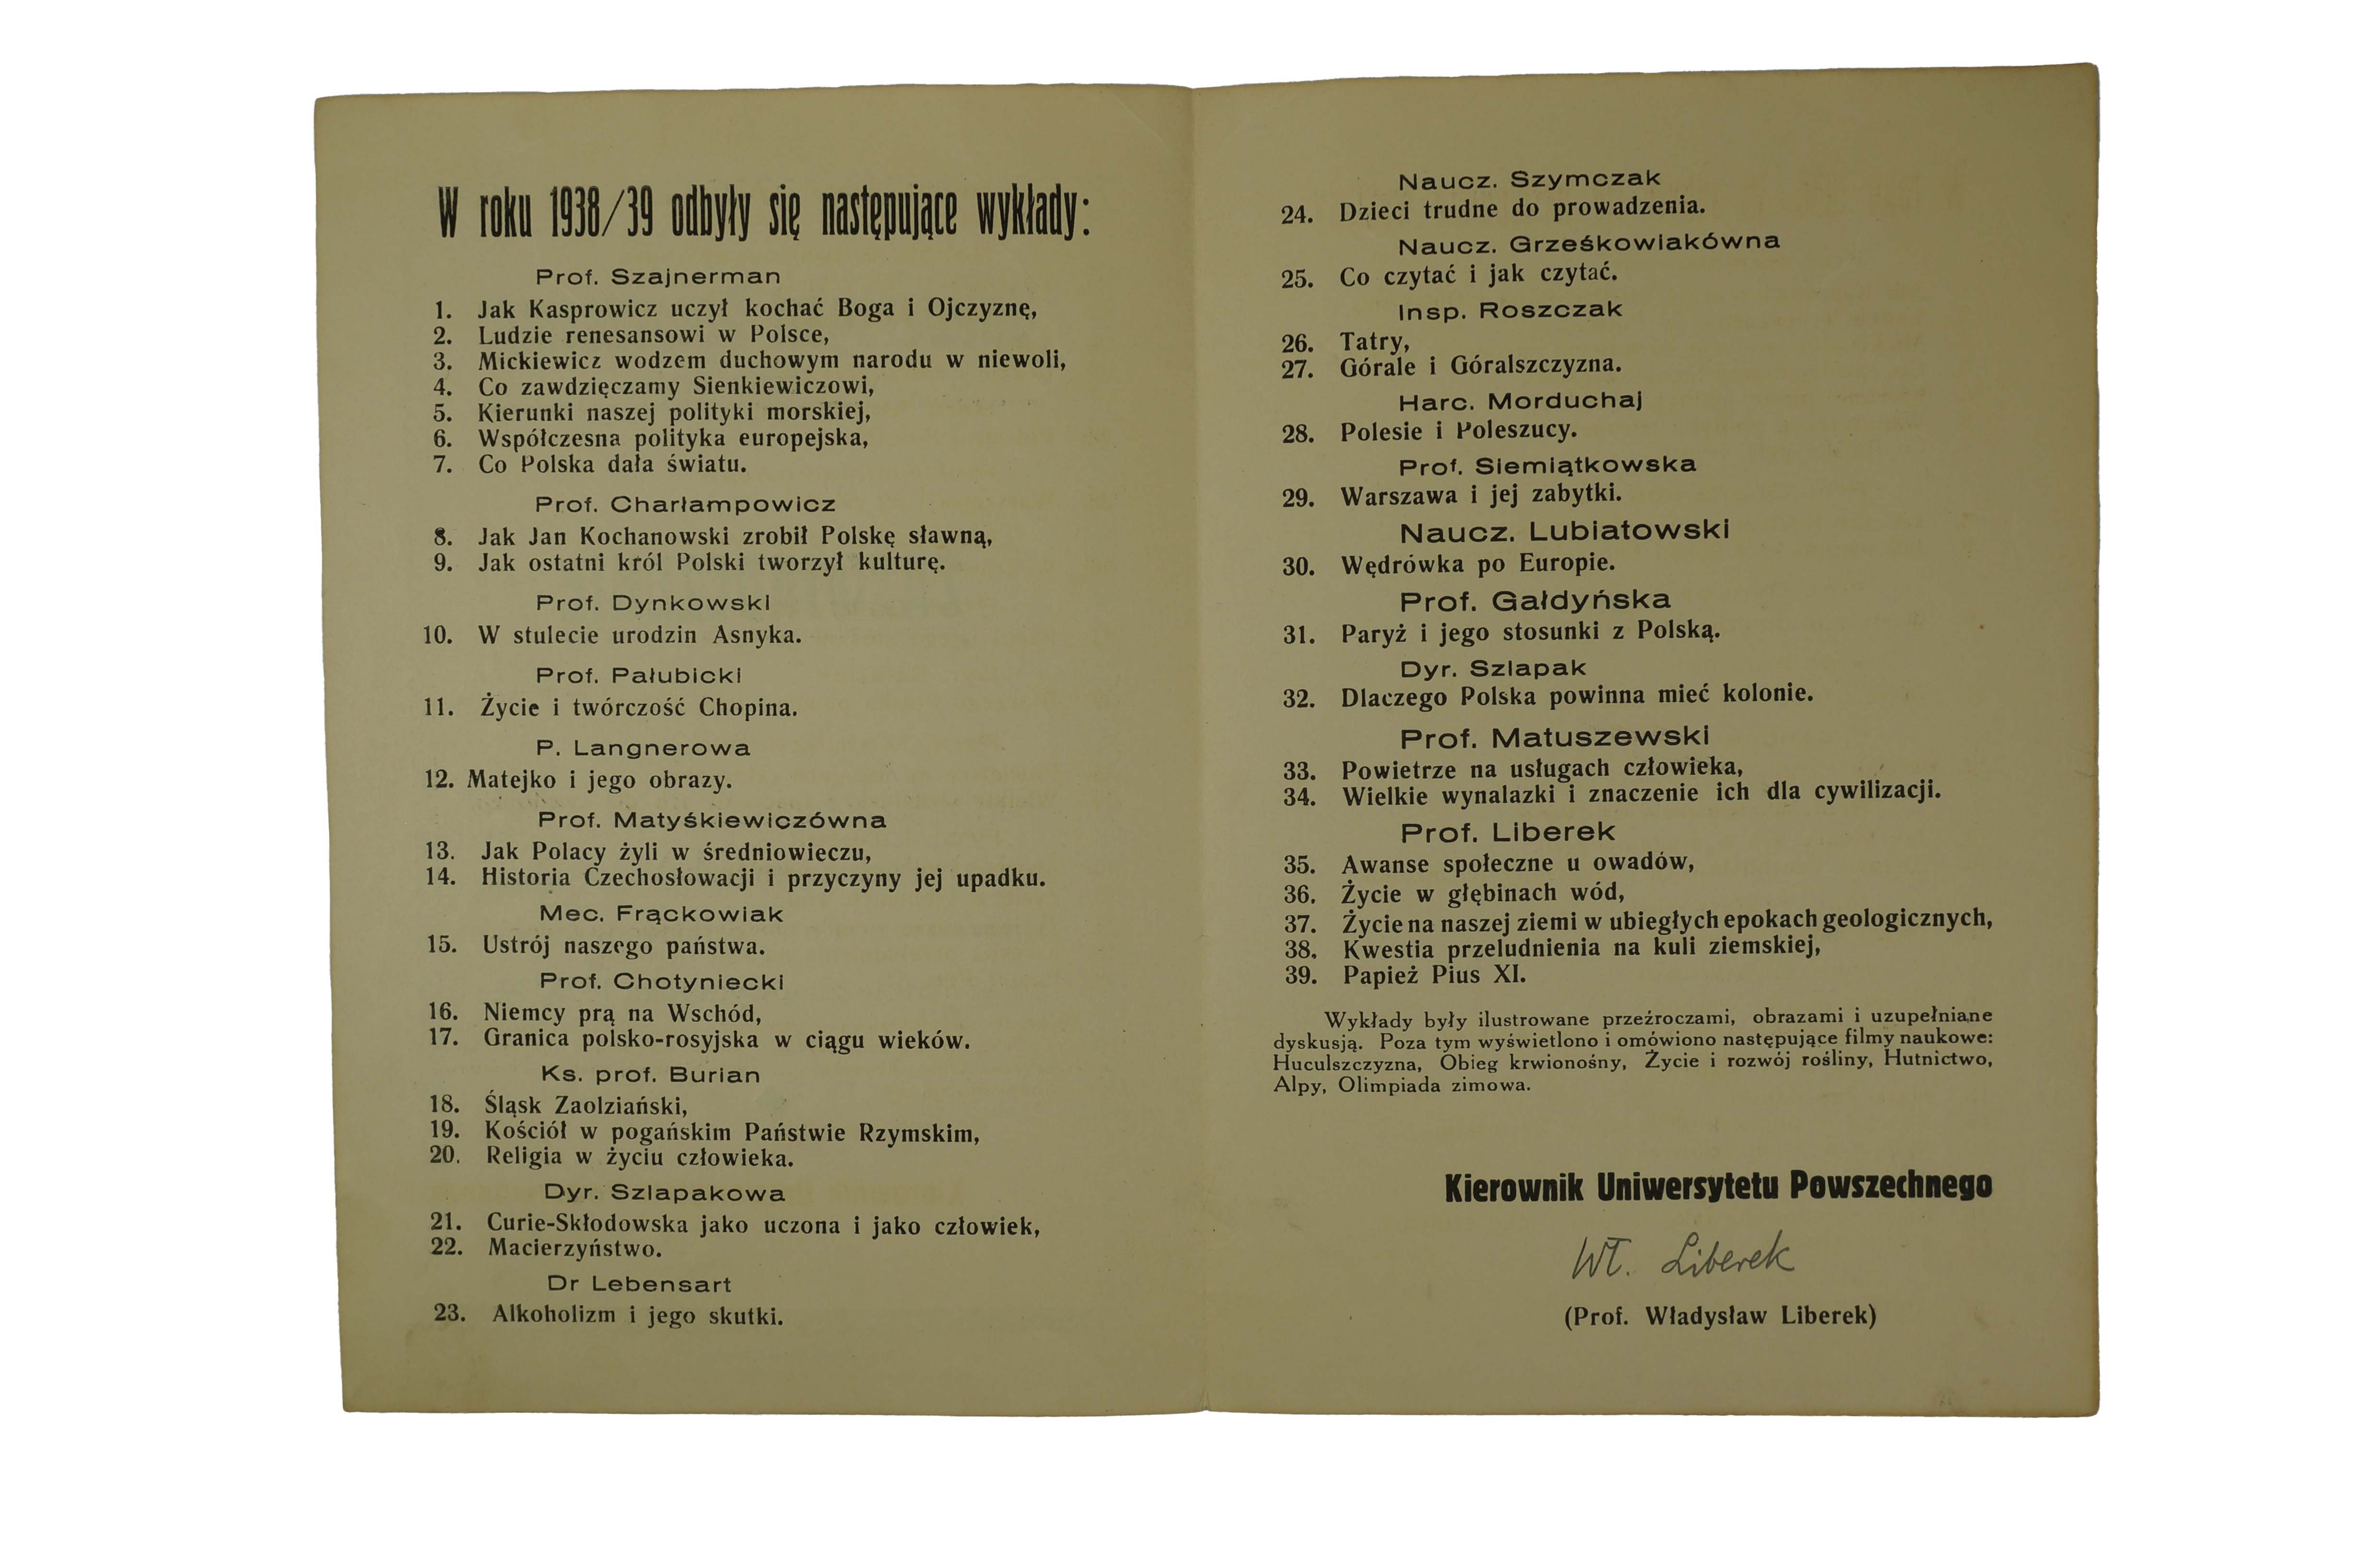 W roku 1938/39 odbyły się następujące wykłady:
Prof. Szajnerman
1. Jak Kasprowicz uczył kochać Boga i Ojczyznę,
2. Ludzie renesansowi w Polsce,
3. Mickiewicz wodzem duchowym narodu w niewoli,
4. Co zawdzięczamy Sienkiewiczowi,
5. Kierunki naszej polityki morskiej,
6. Współczesna polityka europejska,
7. Co Polska dała światu.
Prof. Charłampowicz
8. Jak Jan Kochanowski zrobił Polskę sławną,
9. Jak ostatni król Polski tworzył kulturę.
Prof. Dynkowski
10. W stulecie urodzin Asnyka.
Prof. Pałubicki
11. Życie i twórczość Chopina.
P. Langnerowa
12. Matejko i jego obrazy.
Prof. Matyśkiewiczówna
13. Jak Polacy żyli w średniowieczu,
14. Historia Czechosłowacji i przyczyny jej upadku.
Mec. Frąckowiak
15. Ustrój naszego państwa.
Prof. Chotyniecki
16. Niemcy prą na Wschód,
17. Granica polsko-rosyjska w ciągu wieków.
Ks. prof. Burian
18. Śląsk Zaolziański,
19. Kościół w pogańskim Państwie Rzymskim,
20. Religia w życiu człowieka.
Dyr. Szlapakowa
21. Curie-Skłodowska jako uczona i jako człowiek,
22. Macierzyństwo.
Dr Lebensart
23. Alkoholizm i jego skutki.
Naucz. Szymczak
24. Dzieci trudne do prowadzenia.
Naucz. Grześkowiakówna
25. Co czytać i jak czytać.
Insp. Roszczak
26. Tatry,
27. Górale i Góralszczyzna.
Harc. Morduchaj
28. Polesie i Poleszucy.
Prof. Siemiątkowska
29. Warszawa i jej zabytki.
Naucz. Lubiatowski
30. Wędrówka po Europie.
Prof. Gałdyńska
31. Paryż i jego stosunki z Polską.
Dyr. Szlapak
32. Dlaczego Polska powinna mieć kolonie.
Prof. Matuszewski
33. Powietrze na usługach człowieka,
34. Wielkie wynalazki i znaczenie ich dla cywilizacji.
Prof. Liberek
35. Awanse społeczne u owadów,
36. Życie w głębinach wód,
37. Życie na naszej ziemi w ubiegłych epokach geologicznych,
38. Kwestia przeludnienia na kuli ziemskiej,
39. Papież Pius XI.
Wykłady były ilustrowane przeźroczami, obrazami i uzupełniane
dyskusją. Poza tym wyświetlono i omówiono następujące filmy naukowe:
Huculszczyzna, Obieg krwionośny, Życie i rozwój rośliny, Hutnictwo,
Alpy, Olimpiada zimowa.
Kierownik Uniwersytetu Powszechnego
Wł. Liberek
(Prof. Władysław Liberek)